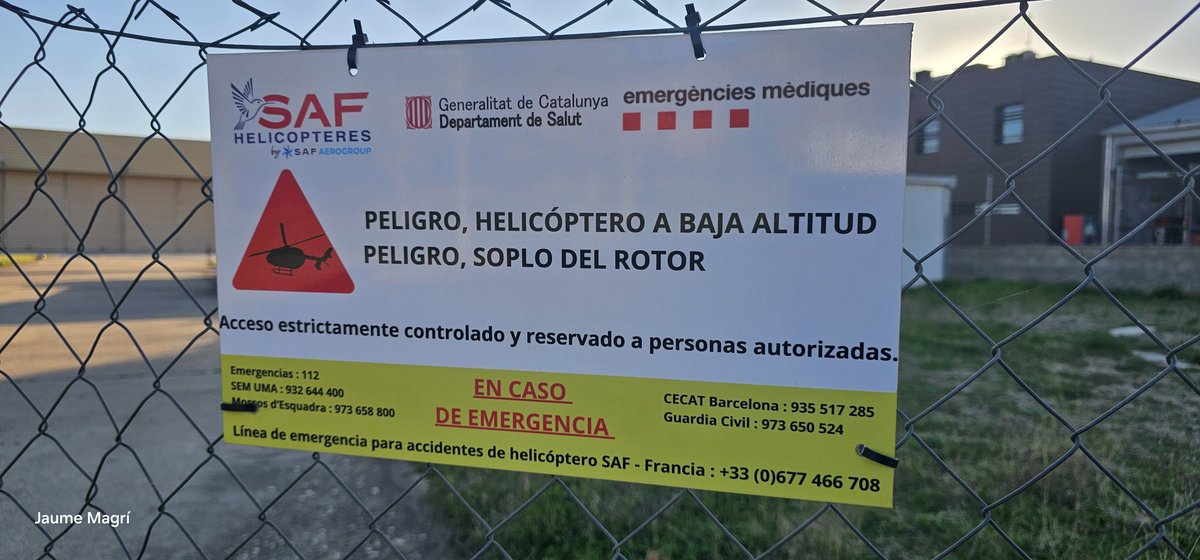 SAF
HELICOPTERES
by SAF AEROGROUP
Generalitat de Catalunya
Departament de Salut
emergències mèdiques
PELIGRO, HELICÓPTERO A BAJA ALTITUD
PELIGRO, SOPLO DEL ROTOR
Acceso estrictamente controlado y reservado a personas autorizadas.
Emergencias : 112
SEM UMA : 932 644 400
Mossos d'Esquadra : 973 658 800
EN CASO
DE EMERGENCIA
CECAT Barcelona : 935 517 285
Guardia Civil : 973 650 524
Línea de emergencia para accidentes de helicóptero SAF - Francia : +33 (0)677 466 708
Jaume Magrí